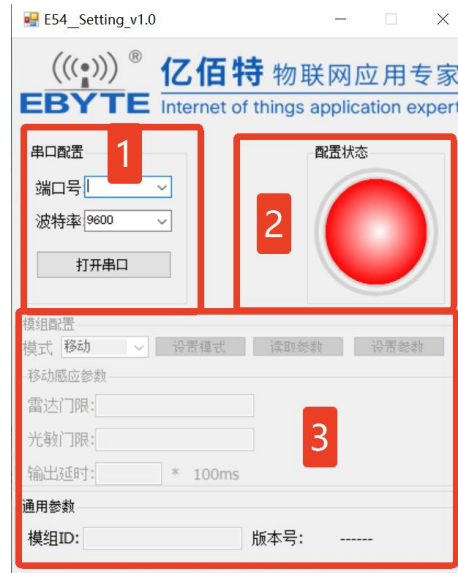 E54__Setting_v1.0
((( ))) ®
EBYTE
亿佰特 物联网应用专家
Internet of things application expert
串口配置
1
端口号
波特率 9600
打开串口
配置状态
2
模组配置
模式 移动 设置模式 读取参数 设置参数
移动感应参数
雷达门限:
光敏门限:
输出延时: * 100ms
3
通用参数
模组ID: 版本号: ------